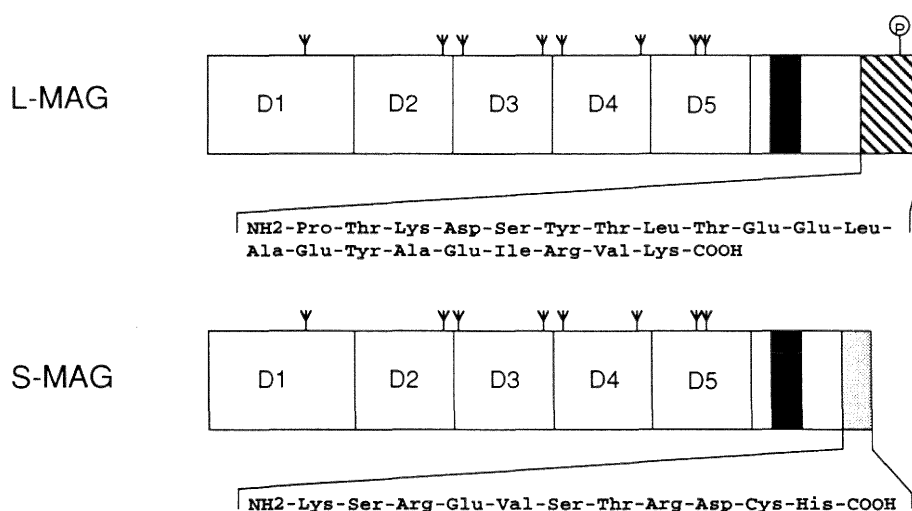 P
L-MAG
D1 D2 D3 D4 D5
NH2-Pro-Thr-Lys-Asp-Ser-Tyr-Thr-Leu-Thr-Glu-Glu-Leu-
Ala-Glu-Tyr-Ala-Glu-Ile-Arg-Val-Lys-COOH
S-MAG
D1 D2 D3 D4 D5
NH2-Lys-Ser-Arg-Glu-Val-Ser-Thr-Arg-Asp-Cys-His-COOH